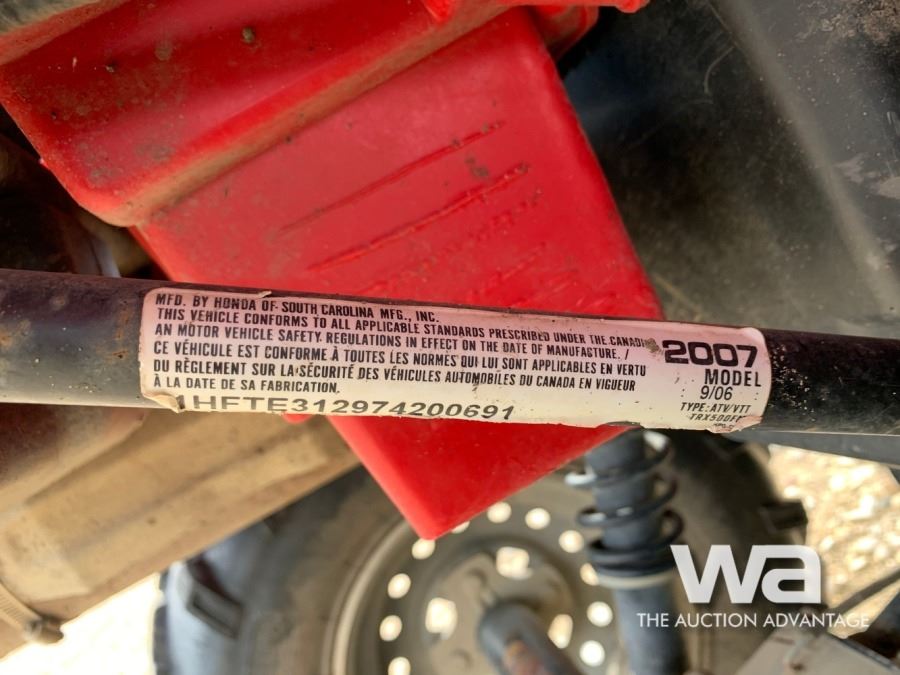 MFD. BY HONDA OF SOUTH CAROLINA MFG., INC.
THIS VEHICLE CONFORMS TO ALL APPLICABLE STANDARDS PRESCRIBED UNDER THE
AN MOTOR VEHICLE SAFETY REGULATIONS IN EFFECT ON THE DATE OF MANUFACTURE. /
CE VÉHICULE EST CONFORME À TOUTES LES NORMES QUI LUI SONT APPLICABLES EN VERTU
DU RÈGLEMENT SUR LA SÉCURITÉ DES VÉHICULES AUTOMOBILES DU CANADA EN VIGUEUR
À LA DATE DE SA FABRICATION.
1HFTE312974200691
2007
MODEL
9/06
TYPE: ATV/VTT
wa
THE AUCTION ADVANTAGE